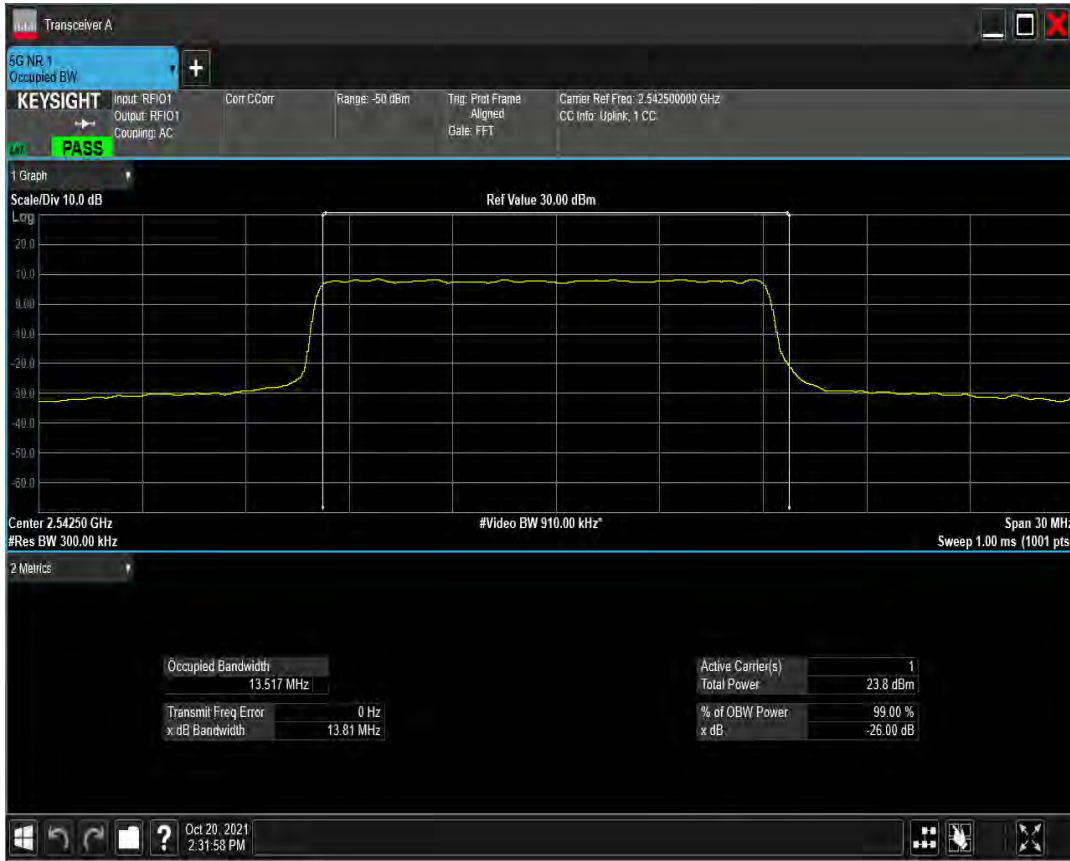 Transceiver A
5G NR 1
Occupied BW
+
KEYSIGHT
Input: RFIO1
Output: RFIO1
Coupling: AC
Corr CCorr
Range: -50 dBm
Trig: Prot Frame
Aligned
Gate: FFT
Carrier Ref Freq: 2.542500000 GHz
CC Info: Uplink, 1 CC
PASS
1 Graph
Scale/Div 10.0 dB
Ref Value 30.00 dBm
Log
20.0
10.0
0.00
-10.0
-20.0
-30.0
-40.0
-50.0
-60.0
Center 2.54250 GHz
#Video BW 910.00 kHz*
Span 30 MHz
#Res BW 300.00 kHz
Sweep 1.00 ms (1001 pts
2 Metrics
Occupied Bandwidth
13.517 MHz
Transmit Freq Error 0 Hz
x dB Bandwidth 13.81 MHz
Active Carrier(s) 1
Total Power 23.8 dBm
% of OBW Power 99.00 %
x dB -26.00 dB
?
Oct 20, 2021
2:31:58 PM